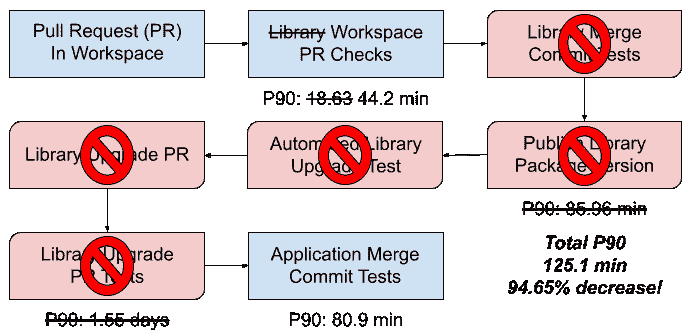 Pull Request (PR)
In Workspace
Library Workspace
PR Checks
P90: 18.63 44.2 min
Library Merge
Commit Tests
Library Upgrade PR
Automated Library
Upgrade Test
Publish Library
Package Version
P90: 85.96 min
Total P90
125.1 min
94.65% decrease!
Library Upgrade
PR Tests
P90: 1.55 days
Application Merge
Commit Tests
P90: 80.9 min